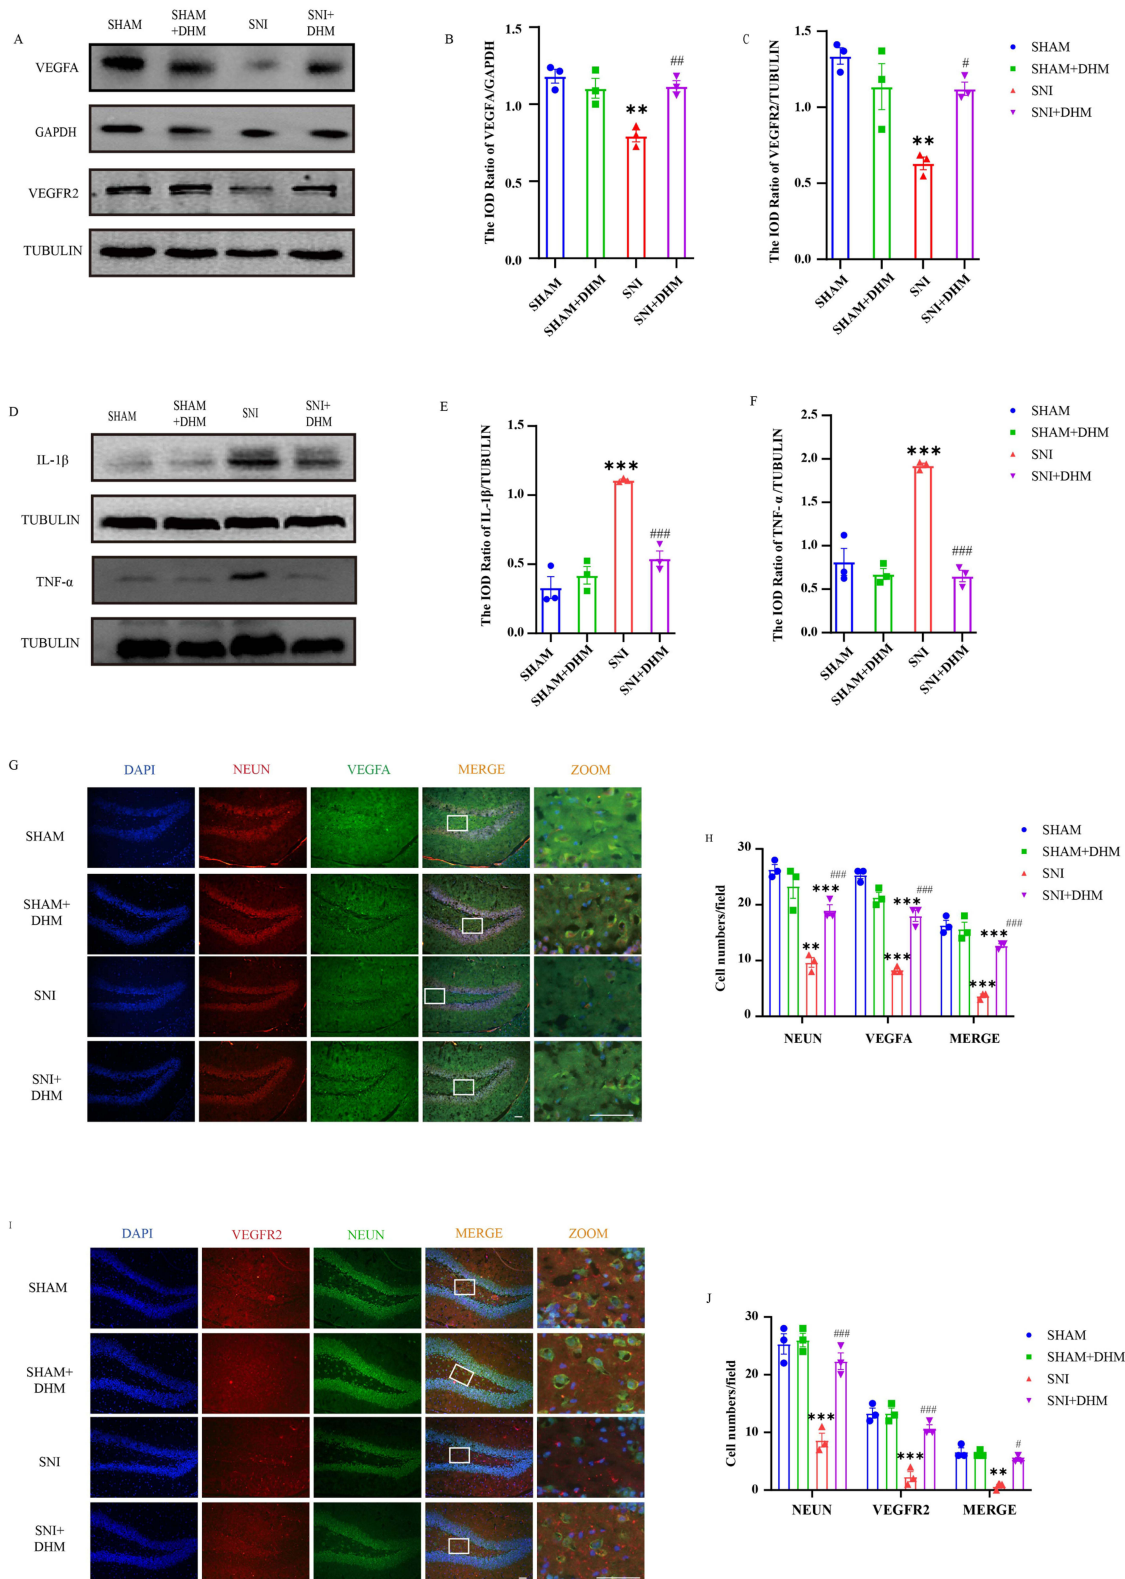 A
SHAM
SHAM
+DHM
SNI
SNI+
DHM
VEGFA
GAPDH
VEGFR2
TUBULIN
B
The IOD Ratio of VEGFA/GAPDH
1.5
1.0
0.5
0.0
**
##
SHAM
SHAM+DHM
SNI
SNI+DHM
C
The IOD Ratio of VEGFR2/TUBULIN
1.5
1.0
0.5
0.0
**
#
SHAM
SHAM+DHM
SNI
SNI+DHM
SHAM
SHAM+DHM
SNI
SNI+DHM
D
SHAM
SHAM
+DHM
SNI
SNI+
DHM
IL-1β
TUBULIN
TNF-α
TUBULIN
E
The IOD Ratio of IL-1β/TUBULIN
1.5
1.0
0.5
0.0
***
###
SHAM
SHAM+DHM
SNI
SNI+DHM
F
The IOD Ratio of TNF-α/TUBULIN
2.5
2.0
1.5
1.0
0.5
0.0
***
###
SHAM
SHAM+DHM
SNI
SNI+DHM
SHAM
SHAM+DHM
SNI
SNI+DHM
G
DAPI
NEUN
VEGFA
MERGE
ZOOM
SHAM
SHAM+
DHM
SNI
SNI+
DHM
H
Cell numbers/field
30
20
10
0
**
***
###
***
***
###
***
***
###
NEUN
VEGFA
MERGE
SHAM
SHAM+DHM
SNI
SNI+DHM
I
DAPI
VEGFR2
NEUN
MERGE
ZOOM
SHAM
SHAM+
DHM
SNI
SNI+
DHM
J
Cell numbers/field
30
20
10
0
***
###
***
###
**
#
NEUN
VEGFR2
MERGE
SHAM
SHAM+DHM
SNI
SNI+DHM